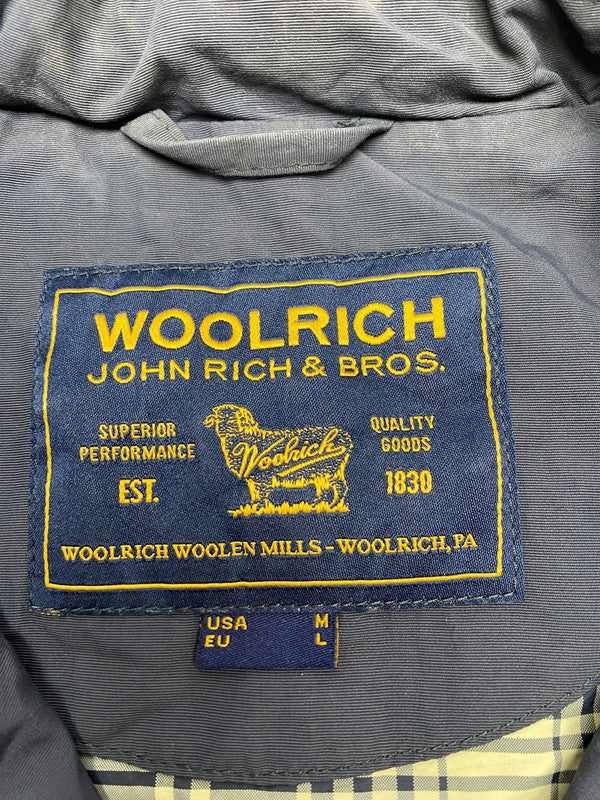 WOOLRICH
JOHN RICH & BROS.
SUPERIOR
PERFORMANCE
Woolrich
QUALITY
GOODS
EST.
1830
WOOLRICH WOOLEN MILLS - WOOLRICH, PA
USA M
EU L